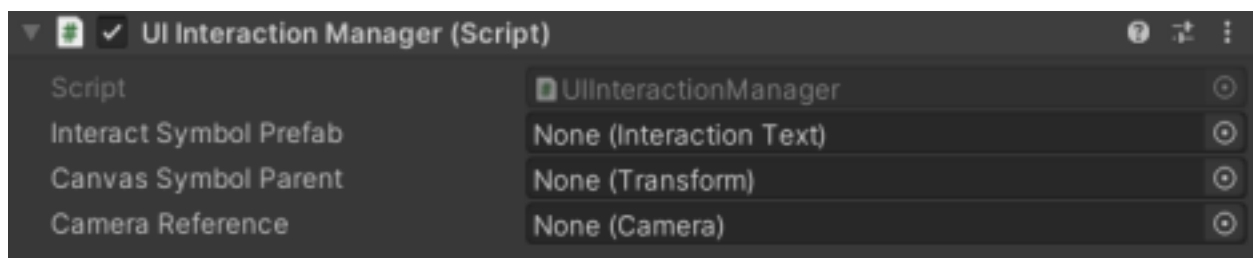 UI Interaction Manager (Script)
Script UIInteractionManager
Interact Symbol Prefab None (Interaction Text)
Canvas Symbol Parent None (Transform)
Camera Reference None (Camera)